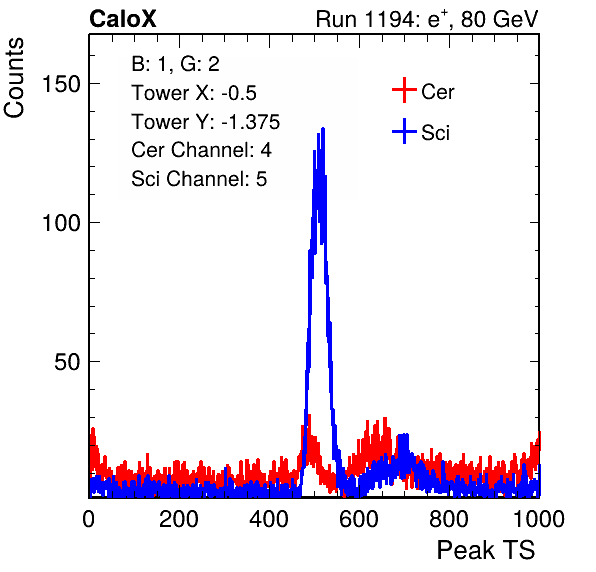 CaloX
Run 1194: e+, 80 GeV
B: 1, G: 2
Tower X: -0.5
Tower Y: -1.375
Cer Channel: 4
Sci Channel: 5
Cer
Sci
Counts
150
100
50
0 200 400 600 800 1000
Peak TS